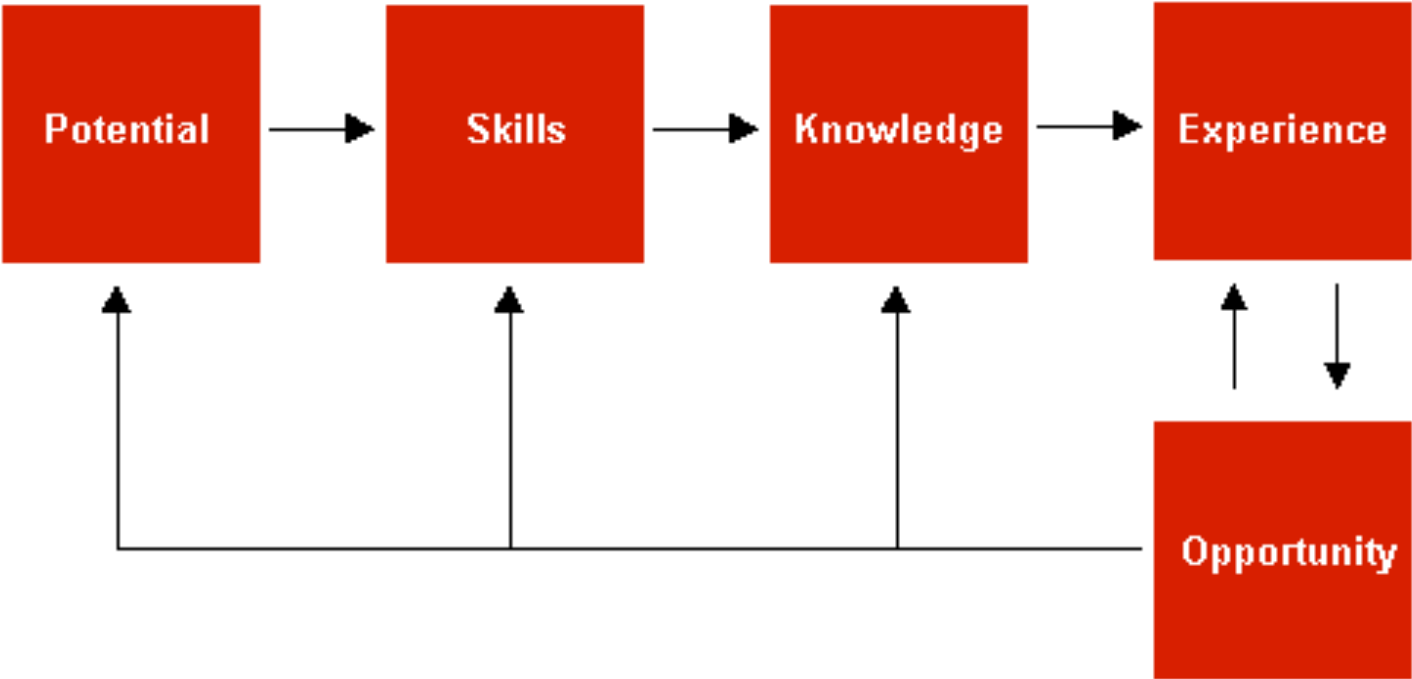 Potential
Skills
Knowledge
Experience
Opportunity